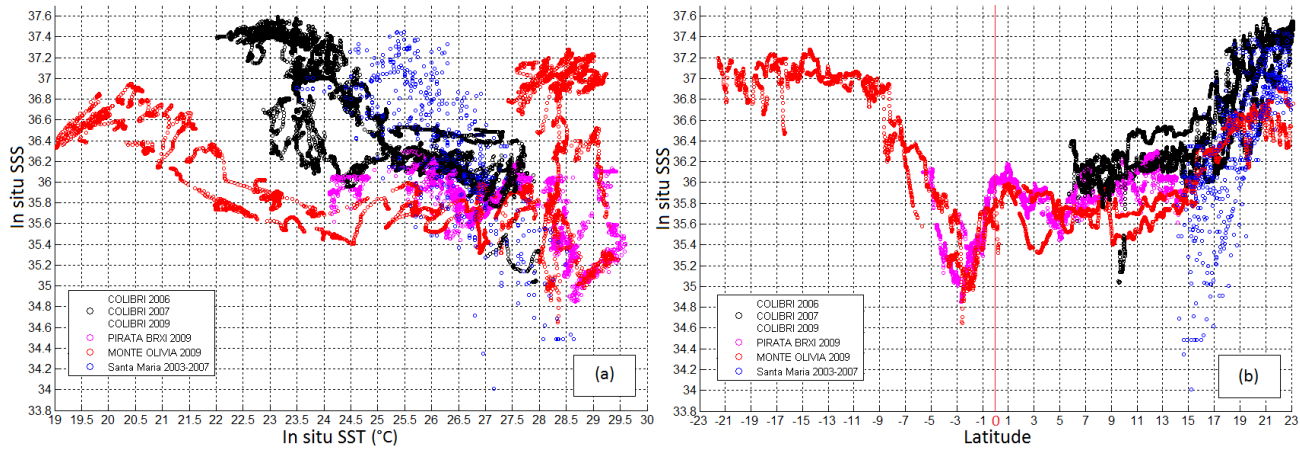 In situ SSS
37.6
37.4
37.2
37
36.8
36.6
36.4
36.2
36
35.8
35.6
35.4
35.2
35
34.8
34.6
34.4
34.2
34
33.8
COLIBRI 2006
COLIBRI 2007
COLIBRI 2009
PIRATA BRXI 2009
MONTE OLIVIA 2009
Santa Maria 2003-2007
(a)
19 19.5 20 20.5 21 21.5 22 22.5 23 23.5 24 24.5 25 25.5 26 26.5 27 27.5 28 28.5 29 29.5 30
In situ SST (°C)
In situ SSS
37.6
37.4
37.2
37
36.8
36.6
36.4
36.2
36
35.8
35.6
35.4
35.2
35
34.8
34.6
34.4
34.2
34
33.8
COLIBRI 2006
COLIBRI 2007
COLIBRI 2009
PIRATA BRXI 2009
MONTE OLIVIA 2009
Santa Maria 2003-2007
(b)
-23 -21 -19 -17 -15 -13 -11 -9 -7 -5 -3 -1 0 1 3 5 7 9 11 13 15 17 19 21 23
Latitude